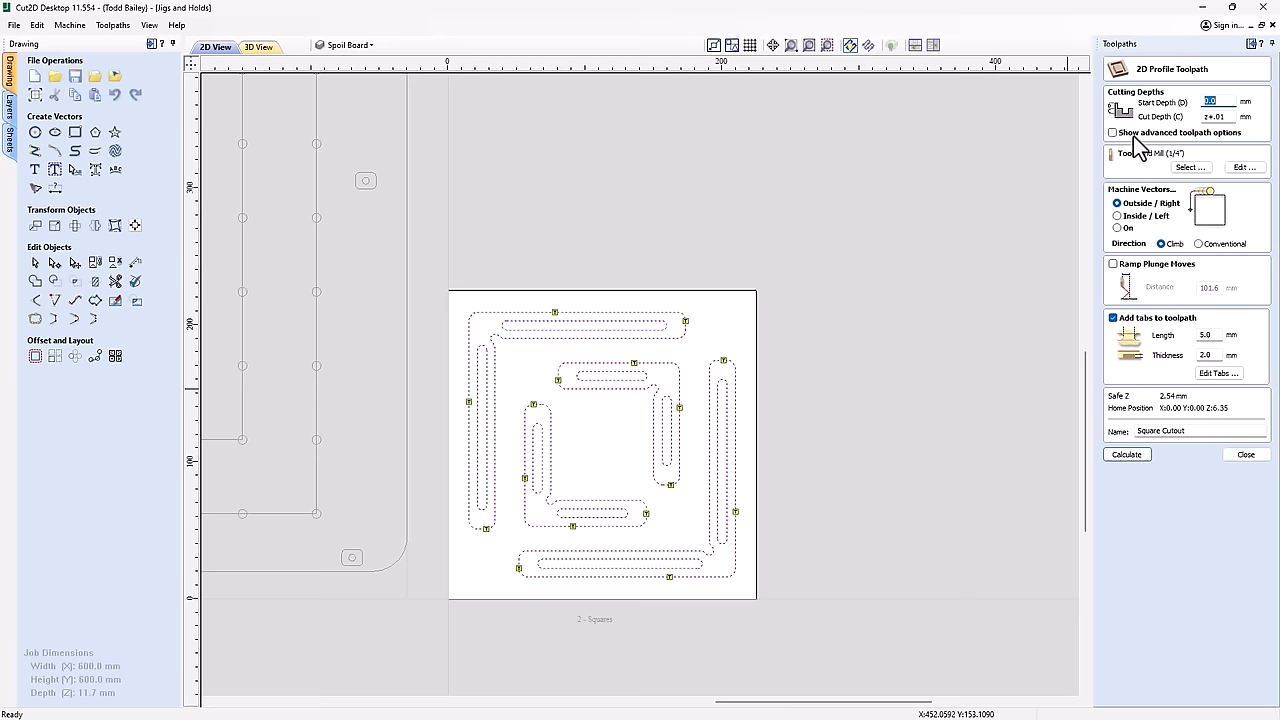 Cut2D Desktop 11.554 - {Todd Bailey} - [Jigs and Holds]
File Edit Machine Toolpaths View Help
Sign in...
Drawing
2D View
3D View
Spoil Board
Toolpaths
Drawing
Layers
Sheets
File Operations
Create Vectors
Transform Objects
Edit Objects
Offset and Layout
Job Dimensions
Width (X): 600.0 mm
Height (Y): 600.0 mm
Depth (Z): 11.7 mm
0
200
400
300
200
100
0
2 - Squares
2D Profile Toolpath
Cutting Depths
Start Depth (D) 0.0 mm
Cut Depth (C) z+.01 mm
Show advanced toolpath options
Mill (1/4")
Select ...
Edit ...
Machine Vectors...
Outside / Right
Inside / Left
On
Direction Climb Conventional
Ramp Plunge Moves
Distance 101.6 mm
Add tabs to toolpath
Length 5.0 mm
Thickness 2.0 mm
Edit Tabs ...
Safe Z 2.54 mm
Home Position X:0.00 Y:0.00 Z:6.35
Name: Square Cutout
Calculate
Close
Ready
X:452.0592 Y:153.1090